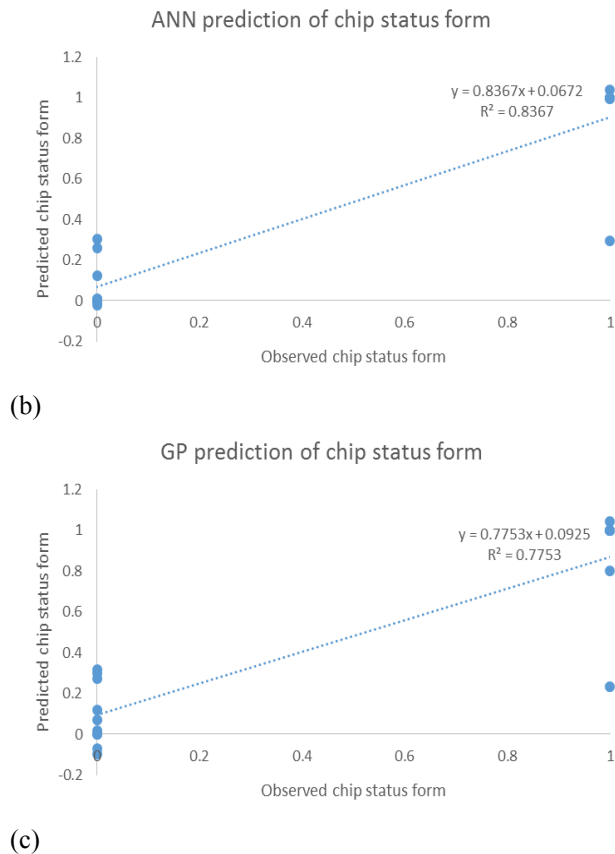 ANN prediction of chip status form
1.2
1
0.8
0.6
0.4
0.2
0
-0.2
0
0.2
0.4
0.6
0.8
1
y = 0.8367x + 0.0672
R² = 0.8367
Predicted chip status form
Observed chip status form
(b)
GP prediction of chip status form
1.2
1
0.8
0.6
0.4
0.2
0
-0.2
0
0.2
0.4
0.6
0.8
1
y = 0.7753x + 0.0925
R² = 0.7753
Predicted chip status form
Observed chip status form
(c)